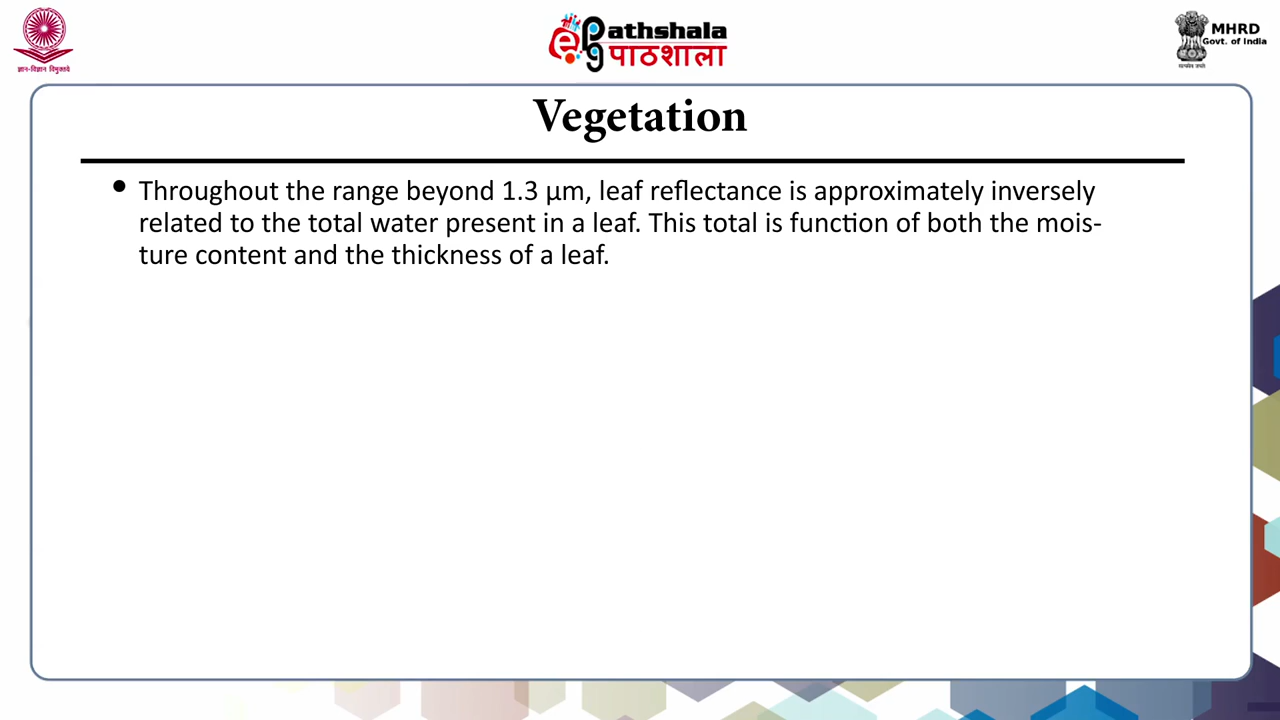 ज्ञान-विज्ञान विमुक्तये
ePathshala
पाठशाला
MHRD
Govt. of India
Vegetation
• Throughout the range beyond 1.3 µm, leaf reflectance is approximately inversely
related to the total water present in a leaf. This total is function of both the mois-
ture content and the thickness of a leaf.